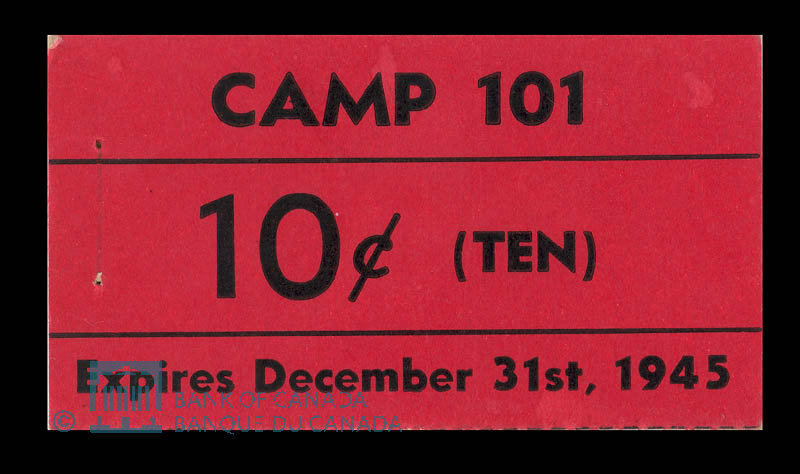 CAMP 101
10¢ (TEN)
Expires December 31st, 1945
© BANK OF CANADA
BANQUE DU CANADA